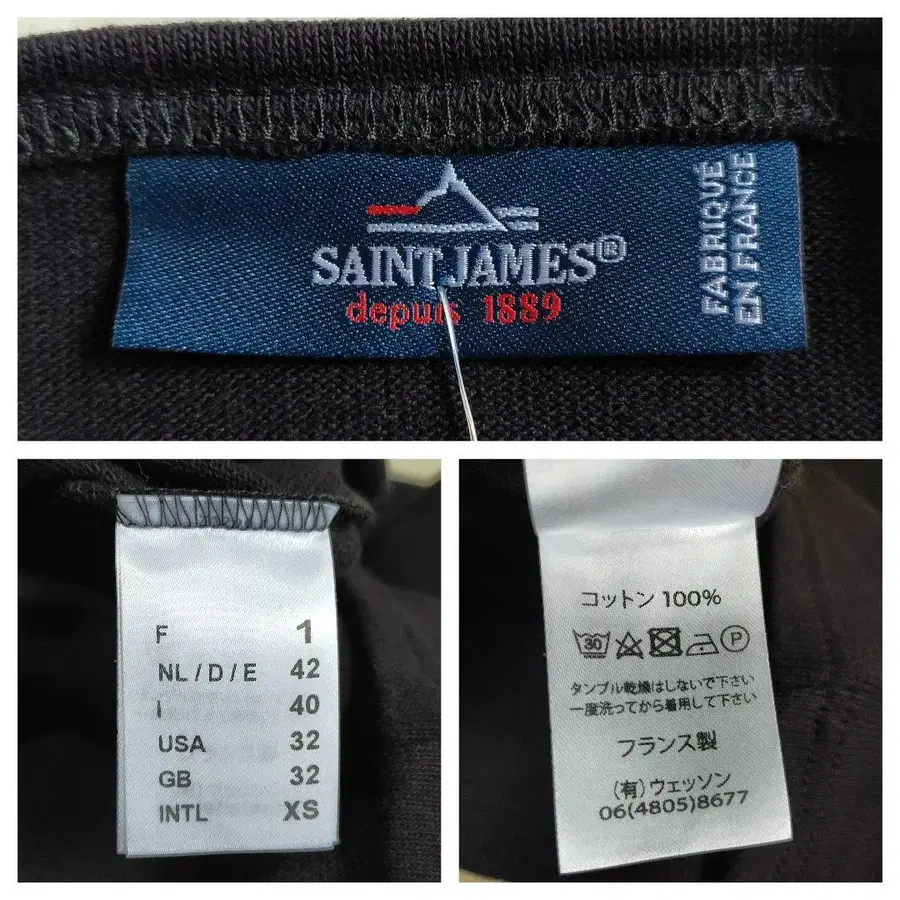 SAINT JAMES®
depuis 1889
FABRIQUÉ
EN FRANCE
F 1
NL / D / E 42
I 40
USA 32
GB 32
INTL XS
コットン 100%
30 P
タンブル乾燥はしないで下さい
一度洗ってから着用して下さい
フランス製
(有)ウェッソン
06(4805)8677